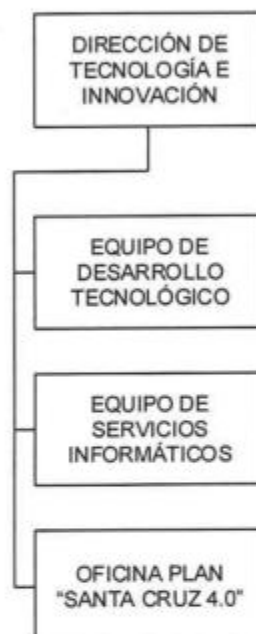 DIRECCIÓN DE
TECNOLOGÍA E
INNOVACIÓN
EQUIPO DE
DESARROLLO
TECNOLÓGICO
EQUIPO DE
SERVICIOS
INFORMÁTICOS
OFICINA PLAN
"SANTA CRUZ 4.0"